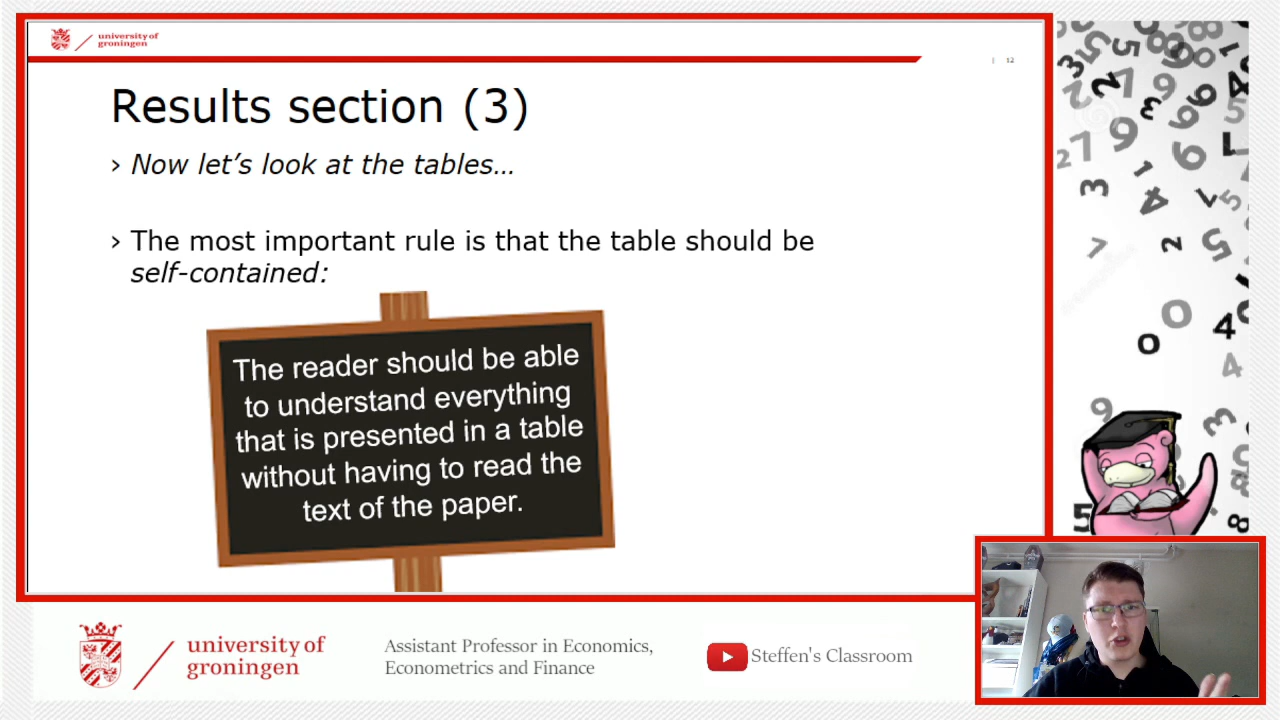 university of
groningen
| 12
Results section (3)
› Now let's look at the tables…
› The most important rule is that the table should be
self-contained:
The reader should be able
to understand everything
that is presented in a table
without having to read the
text of the paper.
university of
groningen
Assistant Professor in Economics,
Econometrics and Finance
Steffen's Classroom